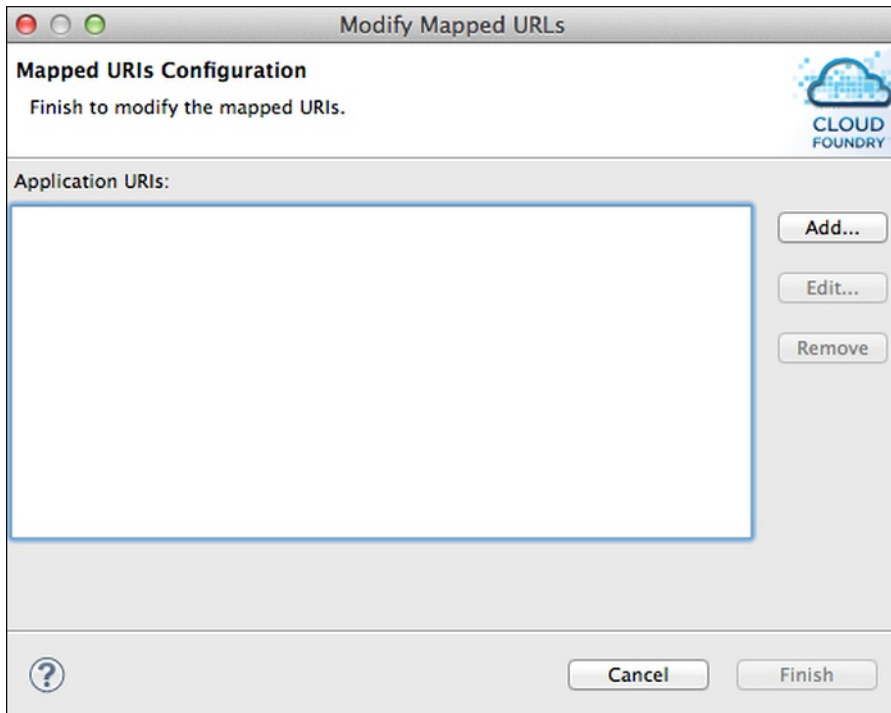 Modify Mapped URLs
Mapped URIs Configuration
Finish to modify the mapped URIs.
CLOUD
FOUNDRY
Application URIs:
Add...
Edit...
Remove
?
Cancel
Finish